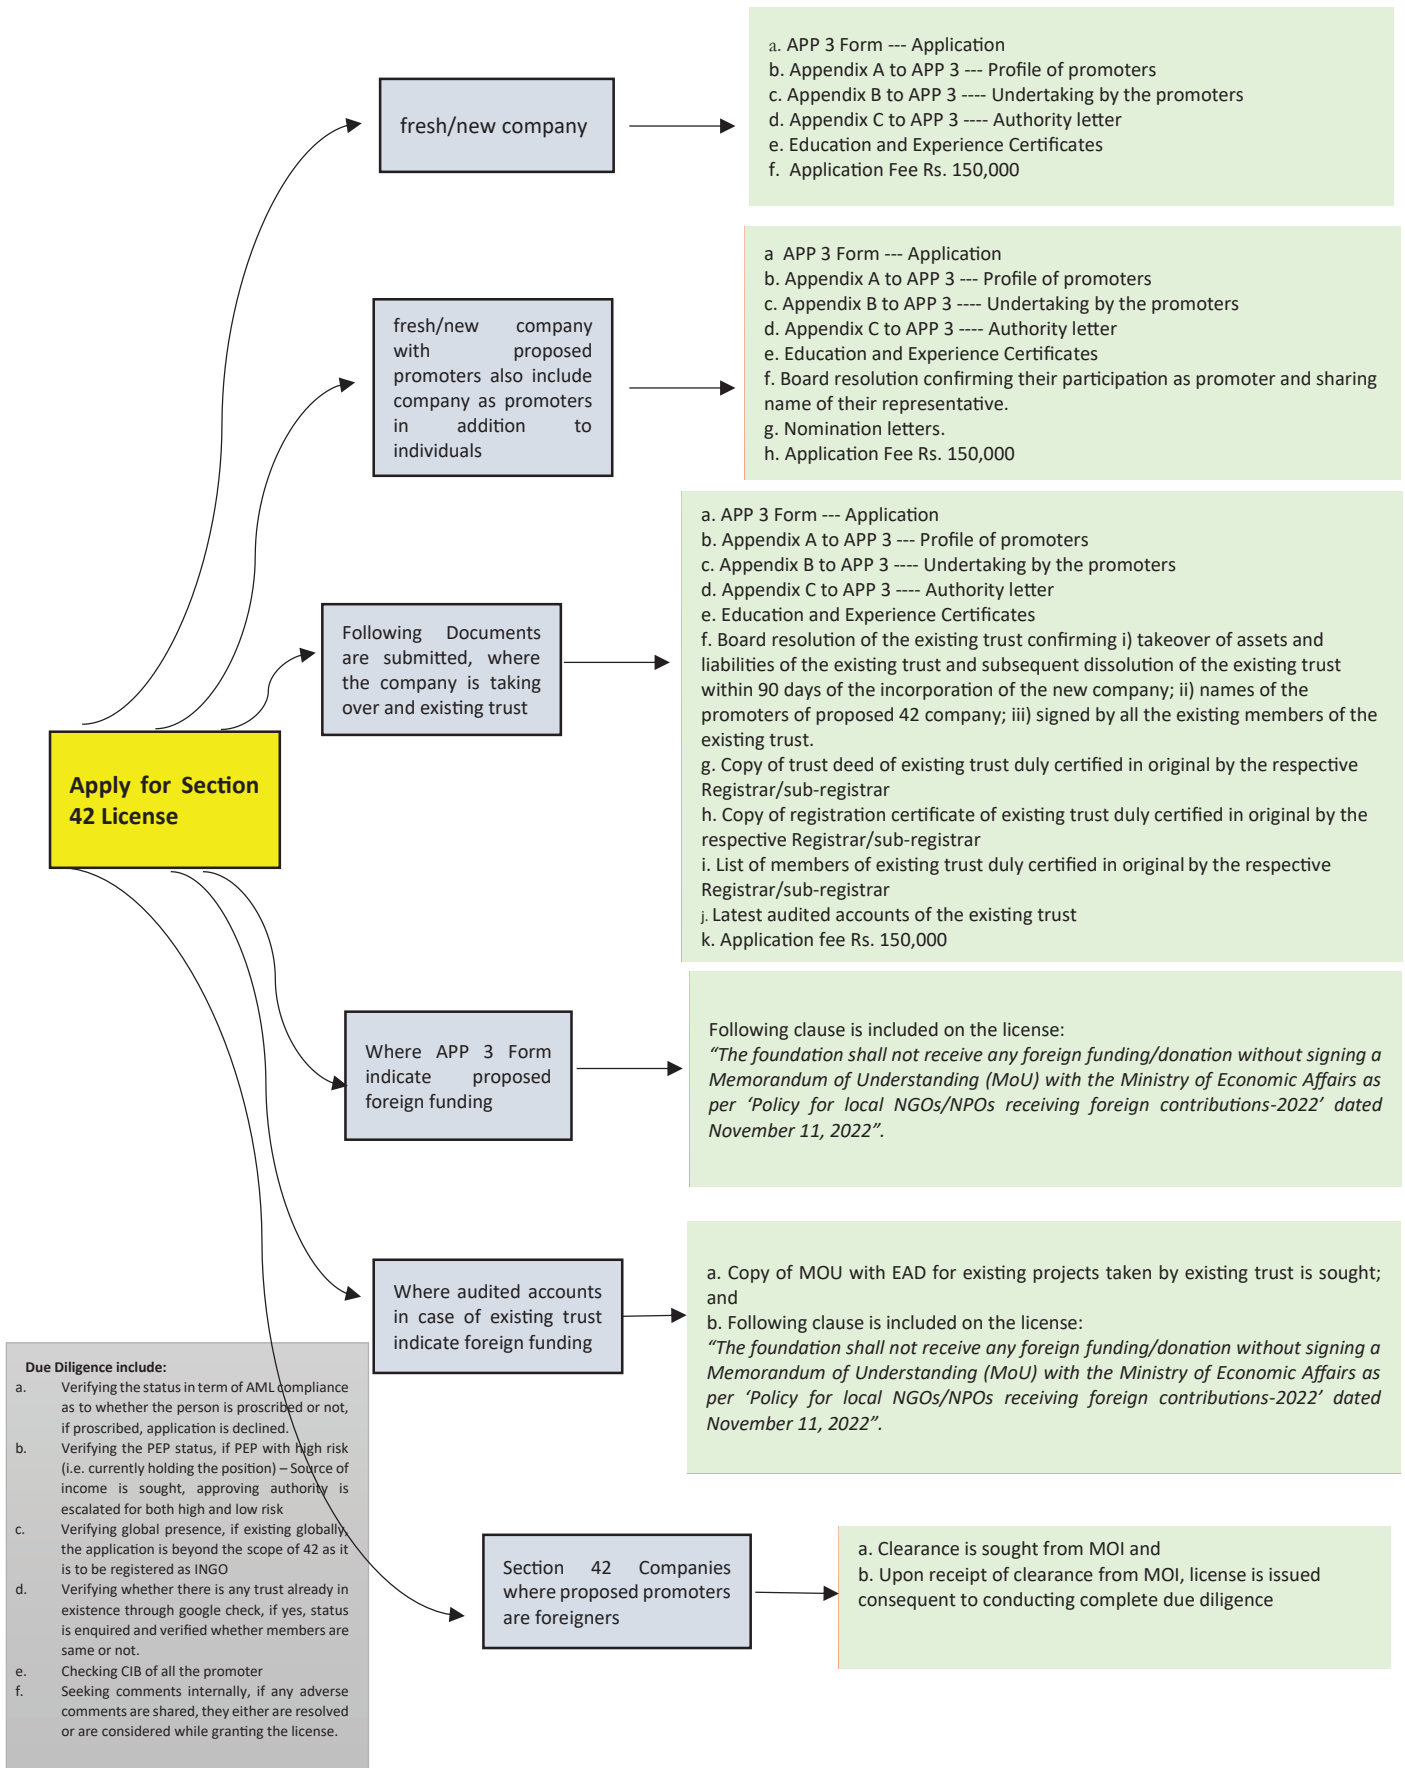 a. APP 3 Form --- Application
b. Appendix A to APP 3 --- Profile of promoters
c. Appendix B to APP 3 ---- Undertaking by the promoters
d. Appendix C to APP 3 ---- Authority letter
e. Education and Experience Certificates
f. Application Fee Rs. 150,000
fresh/new company
a APP 3 Form --- Application
b. Appendix A to APP 3 --- Profile of promoters
c. Appendix B to APP 3 ---- Undertaking by the promoters
d. Appendix C to APP 3 ---- Authority letter
e. Education and Experience Certificates
f. Board resolution confirming their participation as promoter and sharing
name of their representative.
g. Nomination letters.
h. Application Fee Rs. 150,000
fresh/new company
with proposed
promoters also include
company as promoters
in addition to
individuals
a. APP 3 Form --- Application
b. Appendix A to APP 3 --- Profile of promoters
c. Appendix B to APP 3 ---- Undertaking by the promoters
d. Appendix C to APP 3 ---- Authority letter
e. Education and Experience Certificates
f. Board resolution of the existing trust confirming i) takeover of assets and
liabilities of the existing trust and subsequent dissolution of the existing trust
within 90 days of the incorporation of the new company; ii) names of the
promoters of proposed 42 company; iii) signed by all the existing members of the
existing trust.
g. Copy of trust deed of existing trust duly certified in original by the respective
Registrar/sub-registrar
h. Copy of registration certificate of existing trust duly certified in original by the
respective Registrar/sub-registrar
i. List of members of existing trust duly certified in original by the respective
Registrar/sub-registrar
j. Latest audited accounts of the existing trust
k. Application fee Rs. 150,000
Following Documents
are submitted, where
the company is taking
over and existing trust
Apply for Section
42 License
Where APP 3 Form
indicate proposed
foreign funding
Following clause is included on the license:
“The foundation shall not receive any foreign funding/donation without signing a
Memorandum of Understanding (MoU) with the Ministry of Economic Affairs as
per ‘Policy for local NGOs/NPOs receiving foreign contributions-2022’ dated
November 11, 2022”.
Where audited accounts
in case of existing trust
indicate foreign funding
a. Copy of MOU with EAD for existing projects taken by existing trust is sought;
and
b. Following clause is included on the license:
“The foundation shall not receive any foreign funding/donation without signing a
Memorandum of Understanding (MoU) with the Ministry of Economic Affairs as
per ‘Policy for local NGOs/NPOs receiving foreign contributions-2022’ dated
November 11, 2022”.
Due Diligence include:
a. Verifying the status in term of AML compliance
as to whether the person is proscribed or not,
if proscribed, application is declined.
b. Verifying the PEP status, if PEP with high risk
(i.e. currently holding the position) – Source of
income is sought, approving authority is
escalated for both high and low risk
c. Verifying global presence, if existing globally,
the application is beyond the scope of 42 as it
is to be registered as INGO
d. Verifying whether there is any trust already in
existence through google check, if yes, status
is enquired and verified whether members are
same or not.
e. Checking CIB of all the promoter
f. Seeking comments internally, if any adverse
comments are shared, they either are resolved
or are considered while granting the license.
Section 42 Companies
where proposed promoters
are foreigners
a. Clearance is sought from MOI and
b. Upon receipt of clearance from MOI, license is issued
consequent to conducting complete due diligence